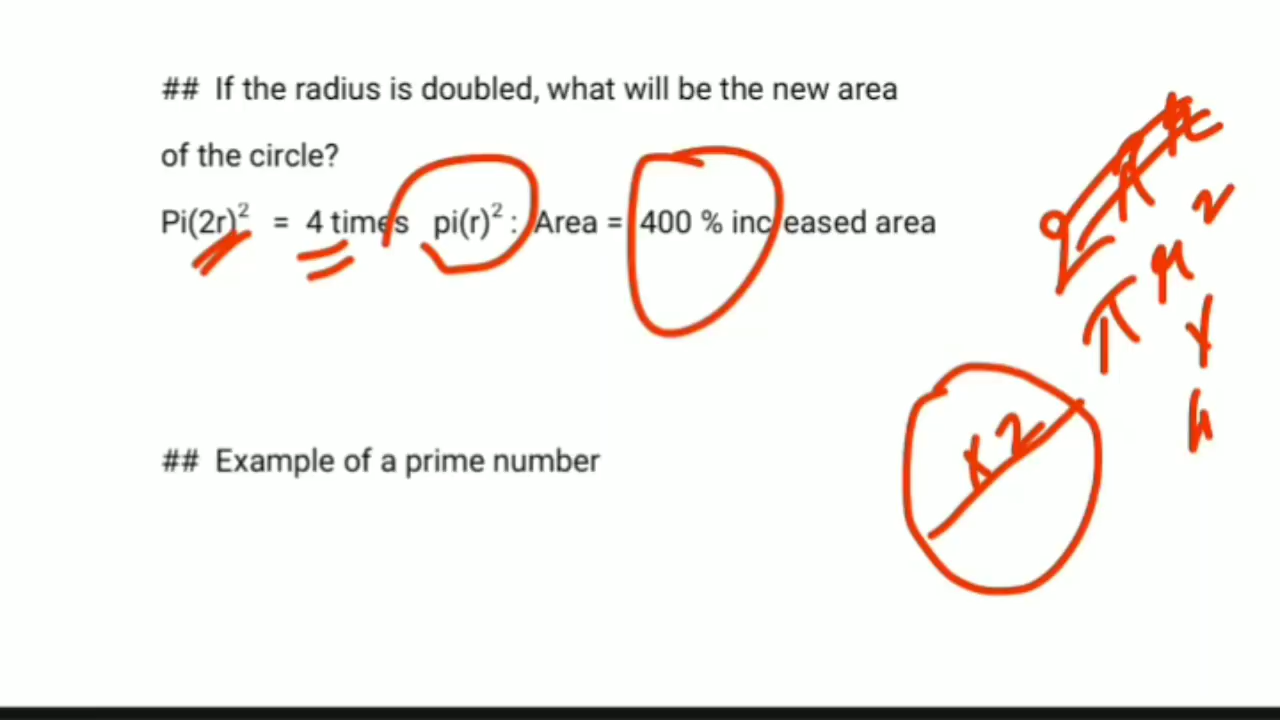 ## If the radius is doubled, what will be the new area
of the circle?
Pi(2r)² = 4 times pi(r)² : Area = 400 % increased area
## Example of a prime number